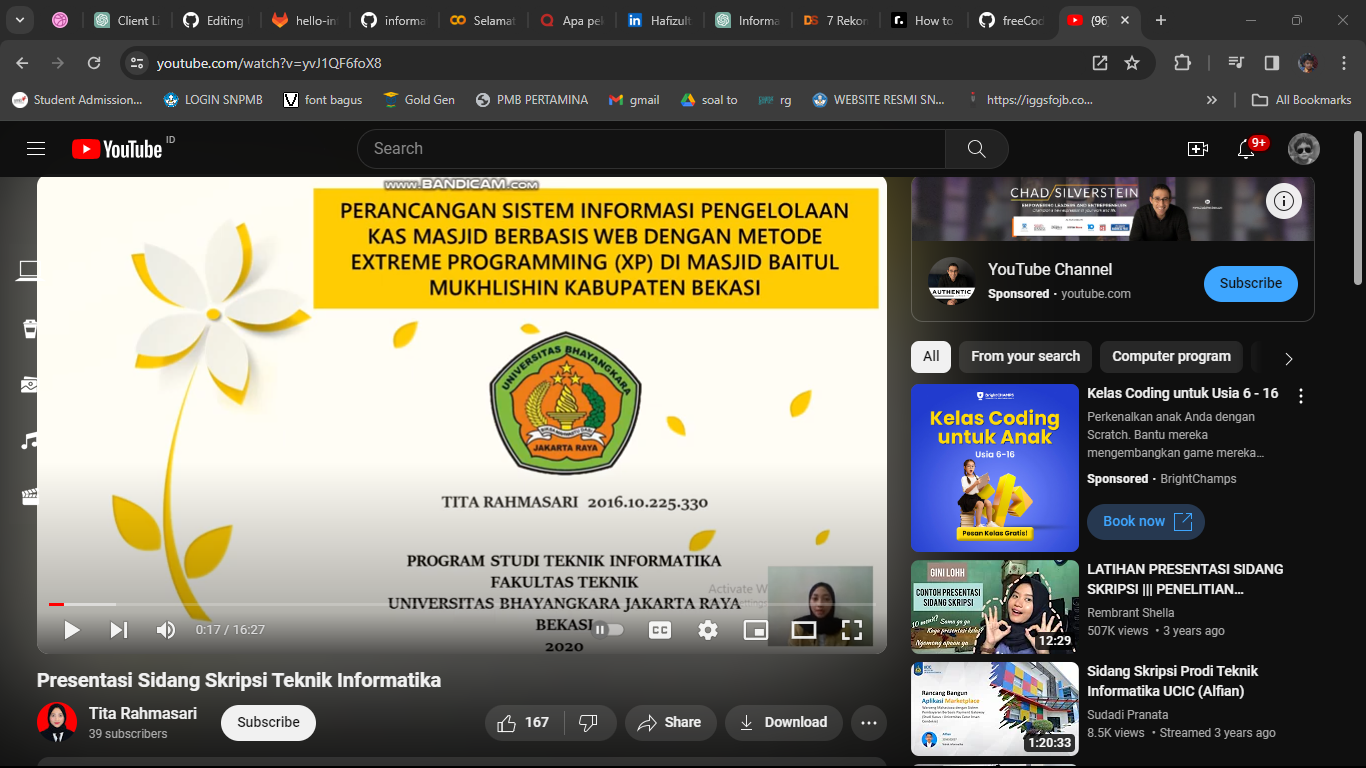 Client Li
Editing
hello-in
informa
Selamat
Apa pel
Hafizult
Informa
7 Rekon
How to
freeCod
(96
youtube.com/watch?v=yvJ1QF6foX8
Student Admission...
LOGIN SNPMB
font bagus
Gold Gen
PMB PERTAMINA
gmail
soal to
rg
WEBSITE RESMI SN...
https://iggsfojb.co...
All Bookmarks
YouTube ID
Search
9+
www.BANDICAM.com
PERANCANGAN SISTEM INFORMASI PENGELOLAAN
KAS MASJID BERBASIS WEB DENGAN METODE
EXTREME PROGRAMMING (XP) DI MASJID BAITUL
MUKHLISHIN KABUPATEN BEKASI
UNIVERSITAS BHAYANGKARA
JAKARTA RAYA
TITA RAHMASARI 2016.10.225.330
PROGRAM STUDI TEKNIK INFORMATIKA
FAKULTAS TEKNIK
UNIVERSITAS BHAYANGKARA JAKARTA RAYA
BEKASI
2020
Activate W
0:17 / 16:27
CC
Presentasi Sidang Skripsi Teknik Informatika
Tita Rahmasari
39 subscribers
Subscribe
167
Share
Download
CHAD/SILVERSTEIN
EMPOWERING LEADERS AND ENTREPRENEURS
AUTHENTIC
YouTube Channel
Sponsored · youtube.com
Subscribe
All
From your search
Computer program
BrightCHAMPS
Kelas Coding
untuk Anak
Usia 6-16
Pesan Kelas Gratis!
Kelas Coding untuk Usia 6 - 16
Perkenalkan anak Anda dengan
Scratch. Bantu mereka
mengembangkan game mereka...
Sponsored · BrightChamps
Book now
GINI LOHH
CONTOH PRESENTASI
SIDANG SKRIPSI
12:29
LATIHAN PRESENTASI SIDANG
SKRIPSI ||| PENELITIAN...
Rembrant Shella
507K views • 3 years ago
UCIC
Rancang Bangun
Aplikasi Marketplace
1:20:33
Sidang Skripsi Prodi Teknik
Informatika UCIC (Alfian)
Sudadi Pranata
8.5K views • Streamed 3 years ago